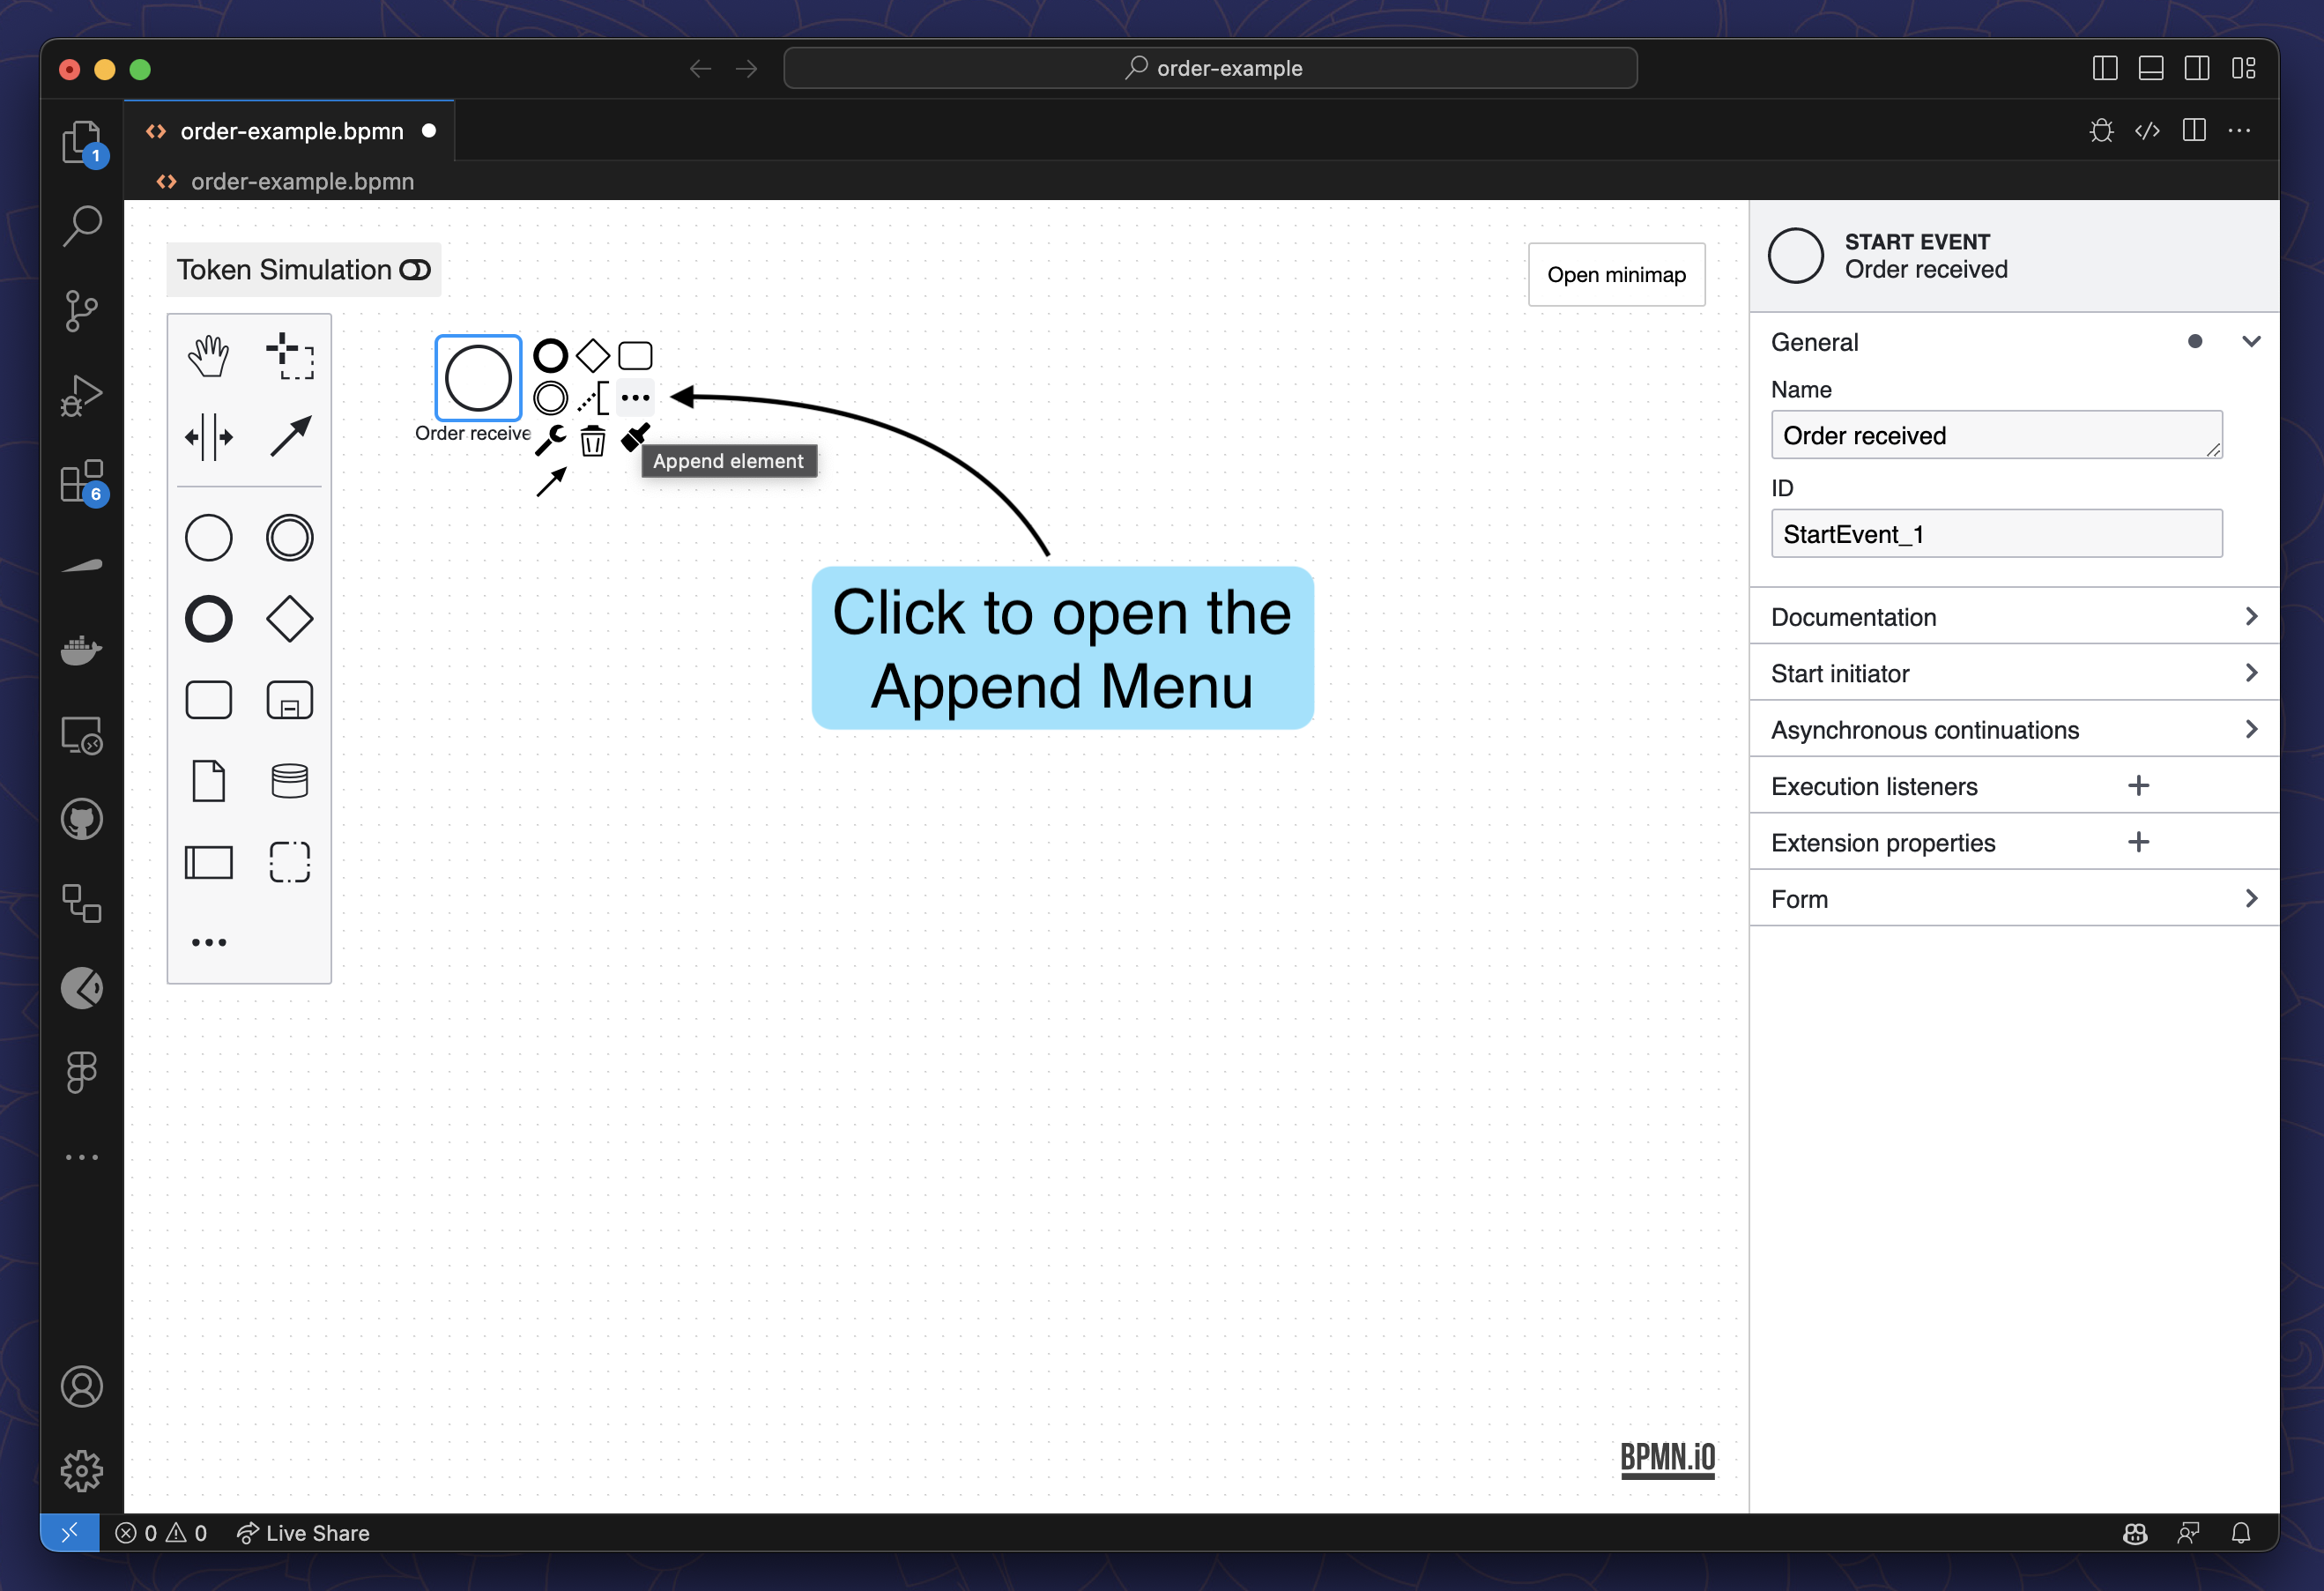 order-example
order-example.bpmn
order-example.bpmn
1
6
Token Simulation
Open minimap
Order receive
Append element
Click to open the
Append Menu
BPMN.iO
START EVENT
Order received
General
Name
Order received
ID
StartEvent_1
Documentation
Start initiator
Asynchronous continuations
Execution listeners
Extension properties
Form
0 0 Live Share